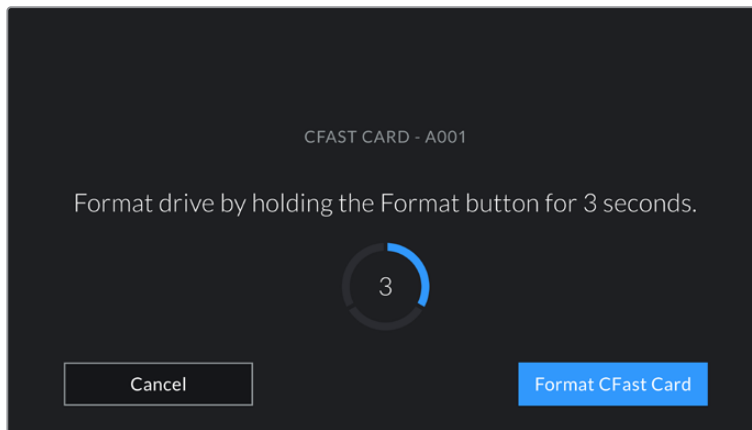 CFAST CARD - A001
Format drive by holding the Format button for 3 seconds.
3
Cancel
Format CFast Card